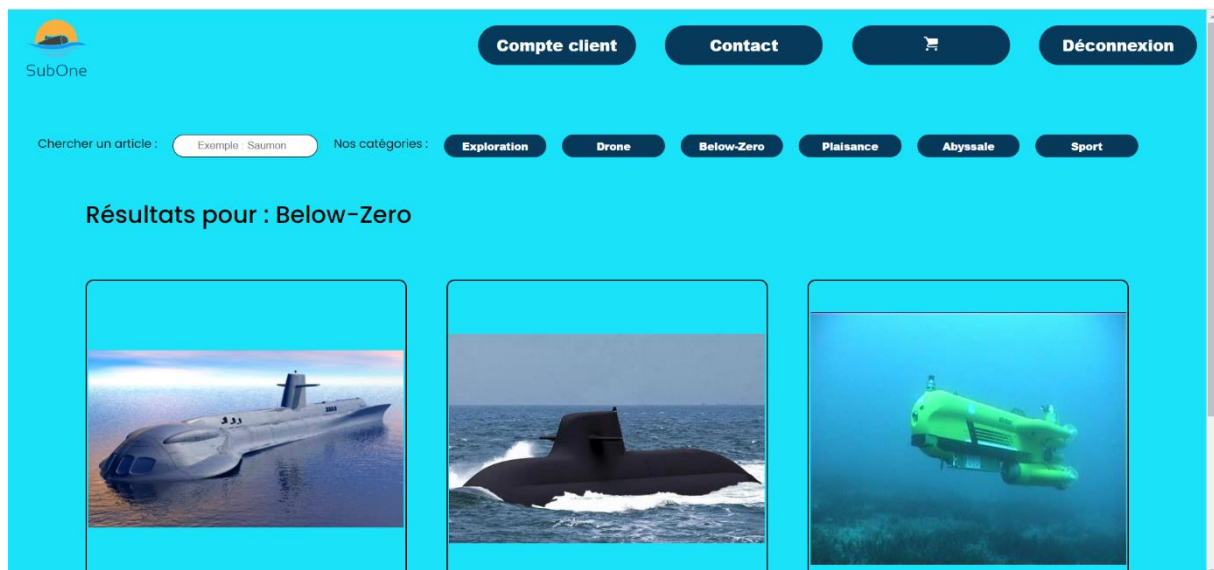 SubOne
Compte client
Contact
Déconnexion
Chercher un article :
Exemple : Saumon
Nos catégories :
Exploration
Drone
Below-Zero
Plaisance
Abyssale
Sport
Résultats pour : Below-Zero